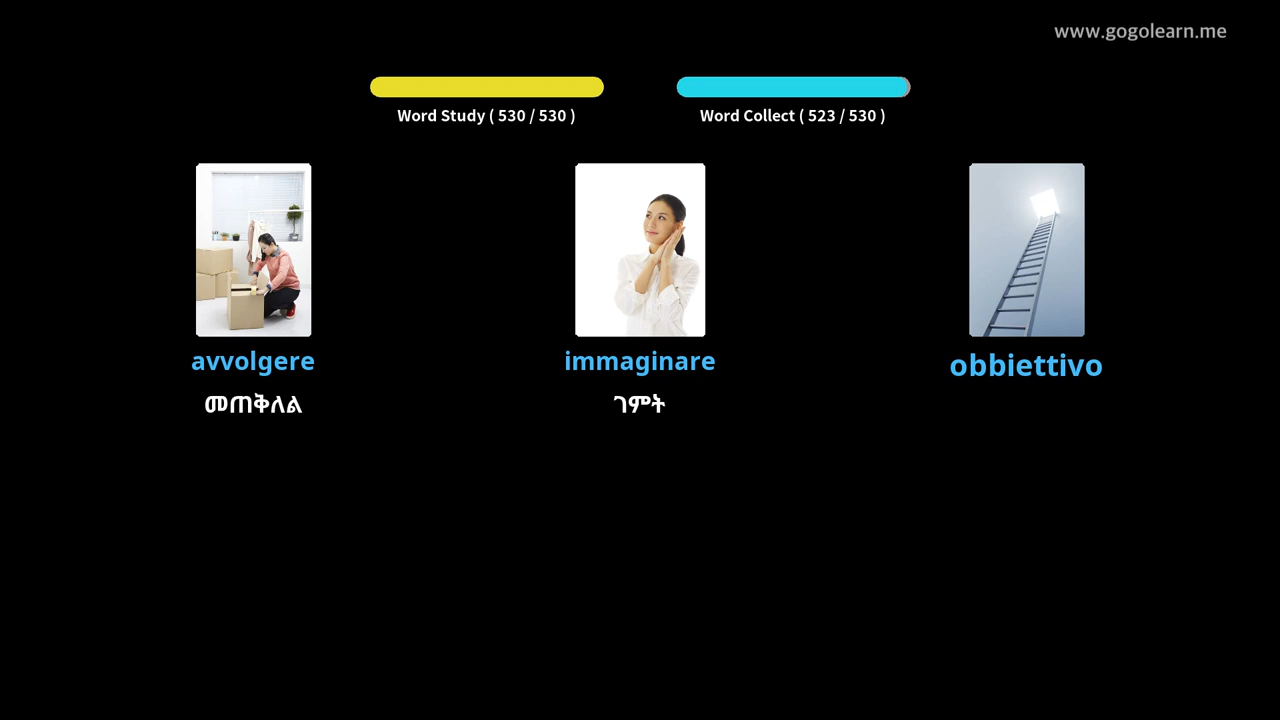 www.gogolearn.me
Word Study ( 530 / 530 )
Word Collect ( 523 / 530 )
avvolgere
immaginare
obbiettivo
መጠቅለል
ገምት